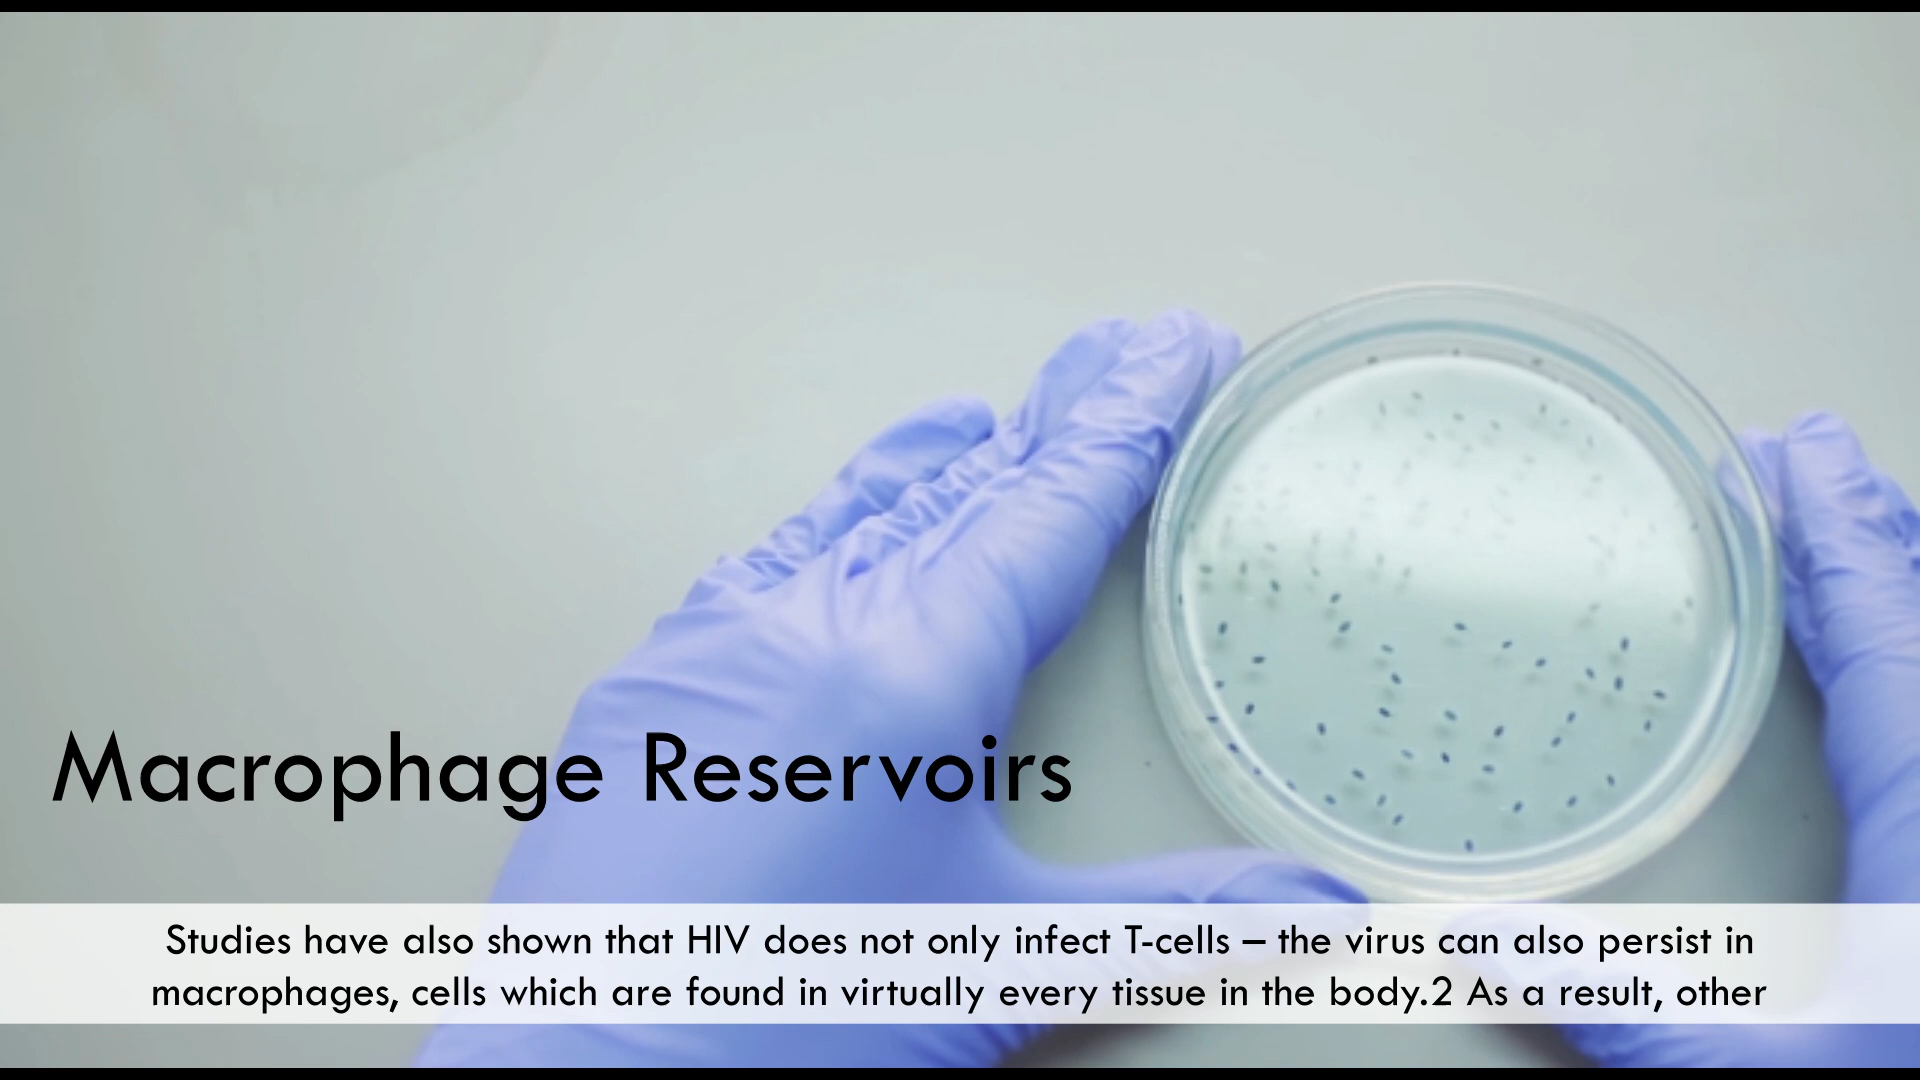 Macrophage Reservoirs
Studies have also shown that HIV does not only infect T-cells – the virus can also persist in
macrophages, cells which are found in virtually every tissue in the body.2 As a result, other